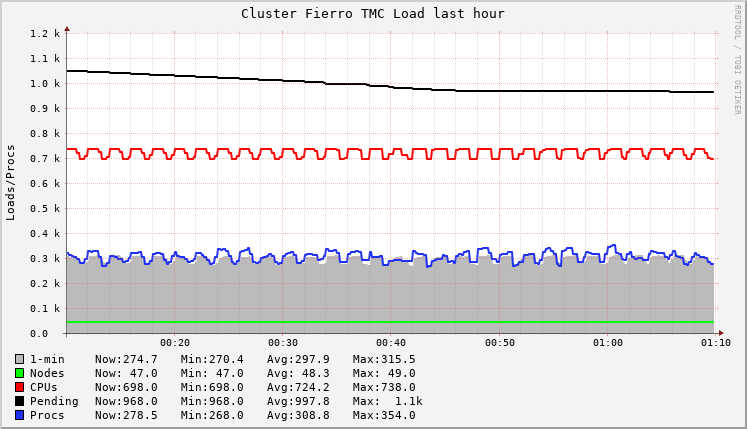 Cluster Fierro TMC Load last hour
RRDTOOL / TOBI OETIKER
Loads/Procs
1.2 k
1.1 k
1.0 k
0.9 k
0.8 k
0.7 k
0.6 k
0.5 k
0.4 k
0.3 k
0.2 k
0.1 k
0.0
00:20 00:30 00:40 00:50 01:00 01:10
1-min Now:274.7 Min:270.4 Avg:297.9 Max:315.5
Nodes Now: 47.0 Min: 47.0 Avg: 48.3 Max: 49.0
CPUs Now:698.0 Min:698.0 Avg:724.2 Max:738.0
Pending Now:968.0 Min:968.0 Avg:997.8 Max: 1.1k
Procs Now:278.5 Min:268.0 Avg:308.8 Max:354.0